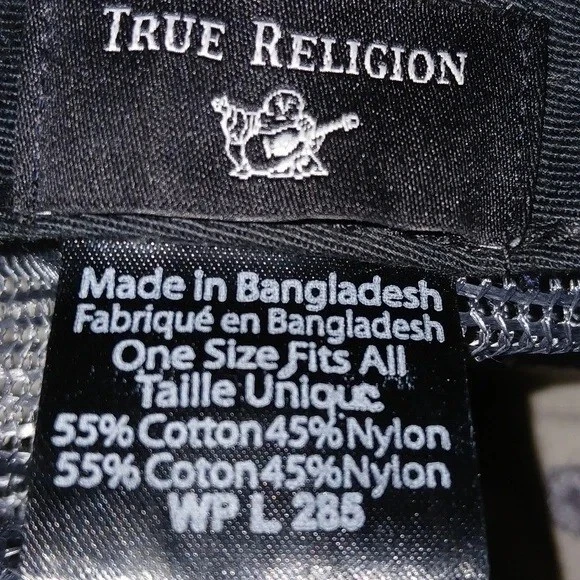 TRUE RELIGION
Made in Bangladesh
Fabriqué en Bangladesh
One Size Fits All
Taille Unique
55% Cotton 45% Nylon
55% Coton 45% Nylon
WP L 285